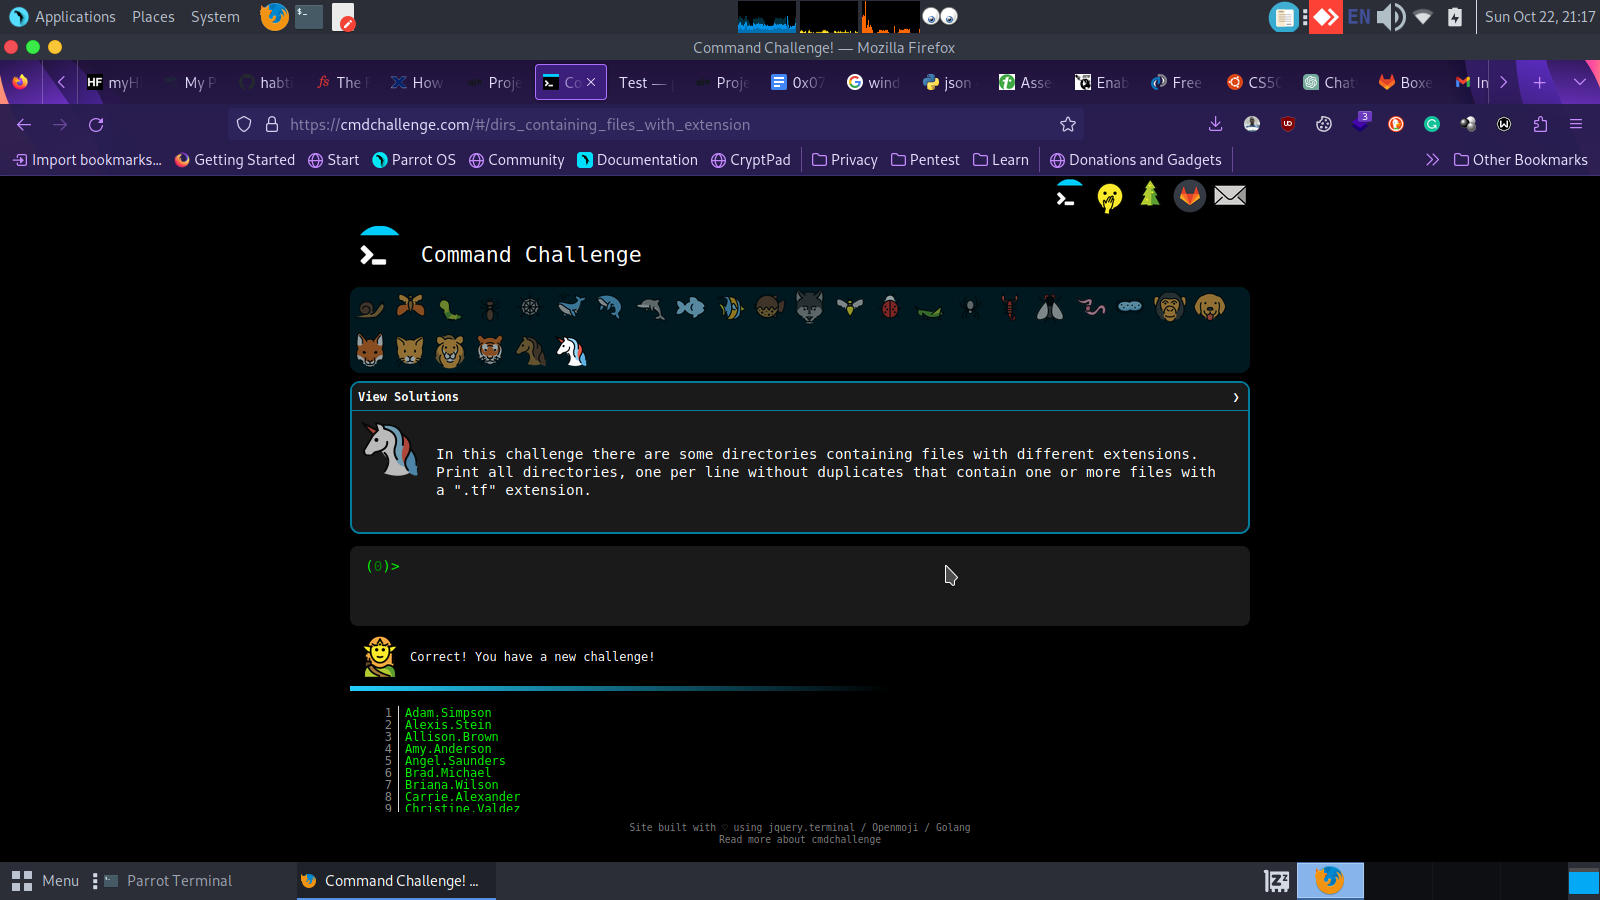 Applications Places System EN Sun Oct 22, 21:17
Command Challenge! — Mozilla Firefox
HF myH My P habt fs The How Proje Co Test — Proje 0x07 G wind json Asse Enab Free CS50 Chat Boxe In
https://cmdchallenge.com/#/dirs_containing_files_with_extension 3
Import bookmarks... Getting Started Start Parrot OS Community Documentation CryptPad Privacy Pentest Learn Donations and Gadgets Other Bookmarks
Command Challenge
View Solutions
In this challenge there are some directories containing files with different extensions.
Print all directories, one per line without duplicates that contain one or more files with
a ".tf" extension.
(0)>
Correct! You have a new challenge!
1 Adam.Simpson
2 Alexis.Stein
3 Allison.Brown
4 Amy.Anderson
5 Angel.Saunders
6 Brad.Michael
7 Briana.Wilson
8 Carrie.Alexander
9 Christine.Valdez
Site built with ♡ using jquery.terminal / Openmoji / Golang
Read more about cmdchallenge
Menu Parrot Terminal Command Challenge! ...